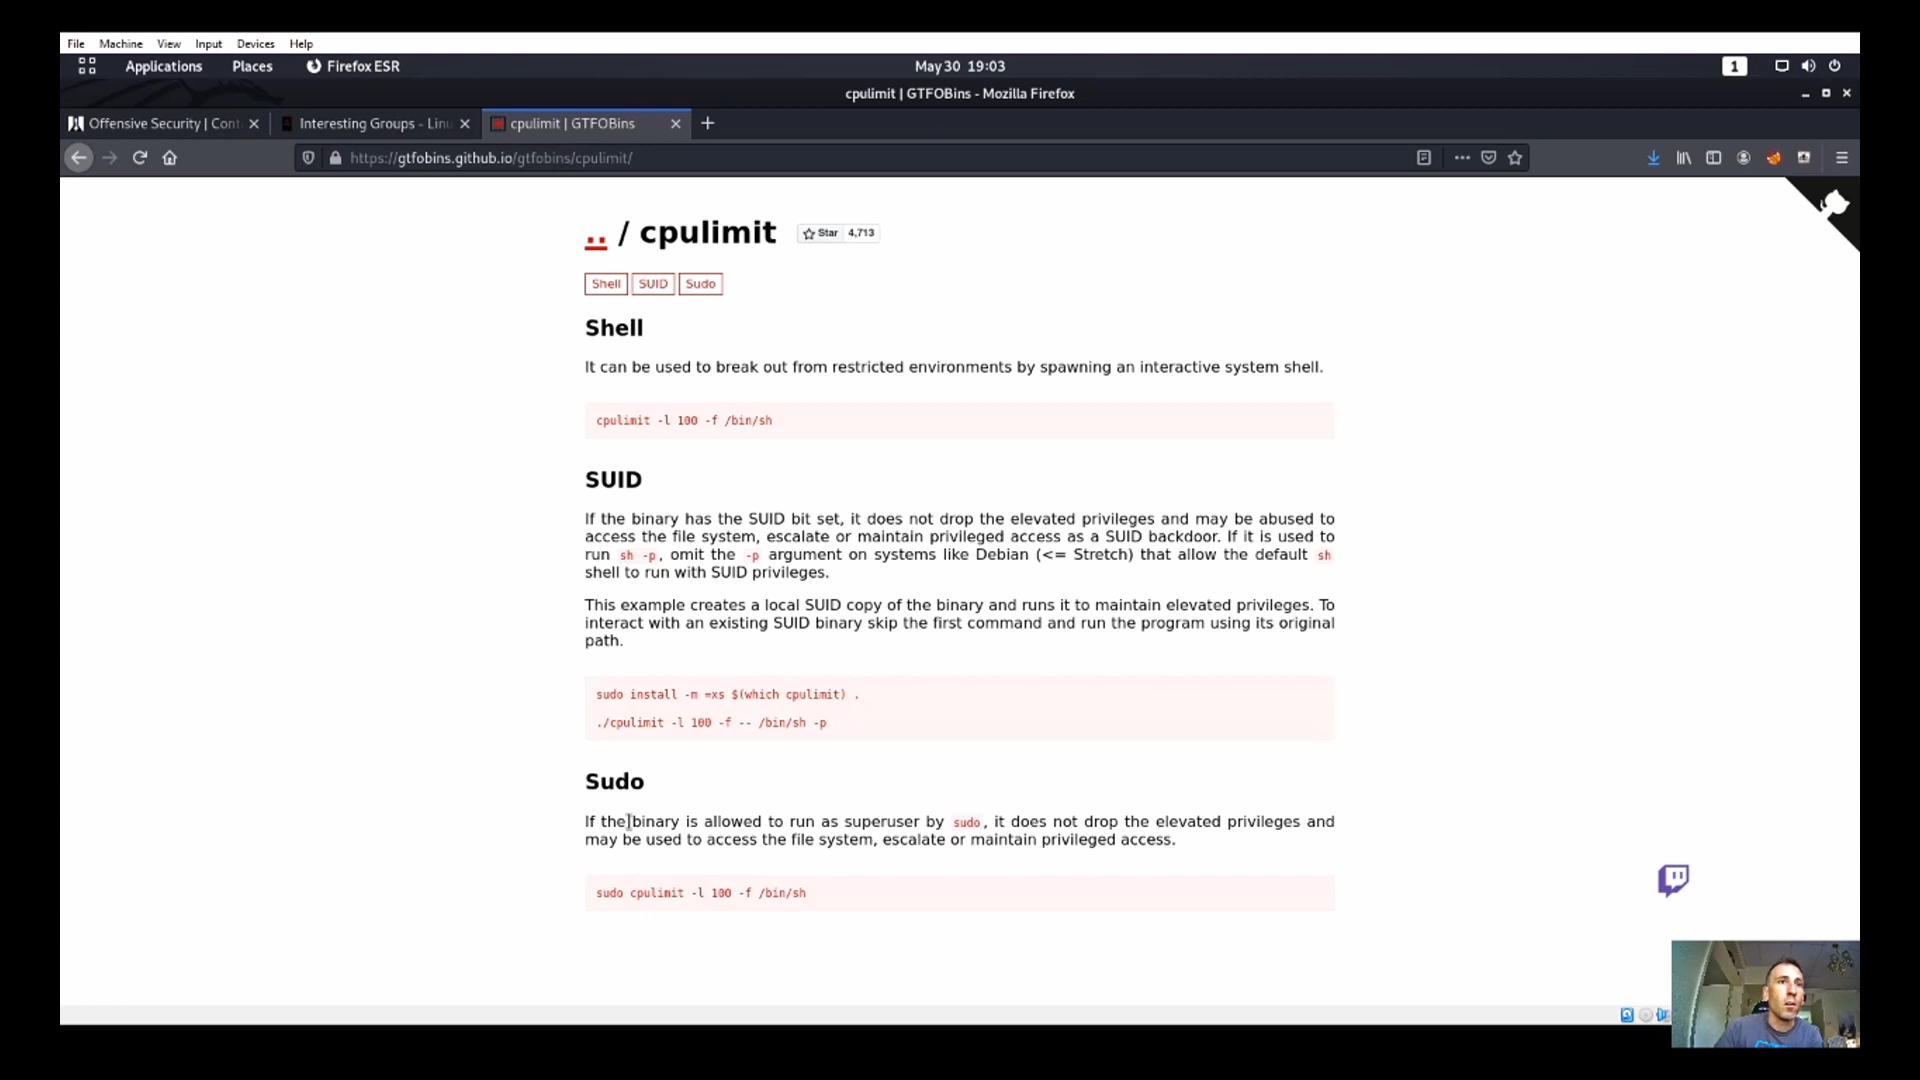 File Machine View Input Devices Help
Applications Places Firefox ESR May 30 19:03 1
cpulimit | GTFOBins - Mozilla Firefox
Offensive Security | Cont Interesting Groups - Linu cpulimit | GTFOBins
https://gtfobins.github.io/gtfobins/cpulimit/
.. / cpulimit Star 4,713
Shell SUID Sudo
Shell
It can be used to break out from restricted environments by spawning an interactive system shell.
cpulimit -l 100 -f /bin/sh
SUID
If the binary has the SUID bit set, it does not drop the elevated privileges and may be abused to
access the file system, escalate or maintain privileged access as a SUID backdoor. If it is used to
run sh -p, omit the -p argument on systems like Debian (<= Stretch) that allow the default sh
shell to run with SUID privileges.
This example creates a local SUID copy of the binary and runs it to maintain elevated privileges. To
interact with an existing SUID binary skip the first command and run the program using its original
path.
sudo install -m =xs $(which cpulimit) .
./cpulimit -l 100 -f -- /bin/sh -p
Sudo
If the binary is allowed to run as superuser by sudo, it does not drop the elevated privileges and
may be used to access the file system, escalate or maintain privileged access.
sudo cpulimit -l 100 -f /bin/sh